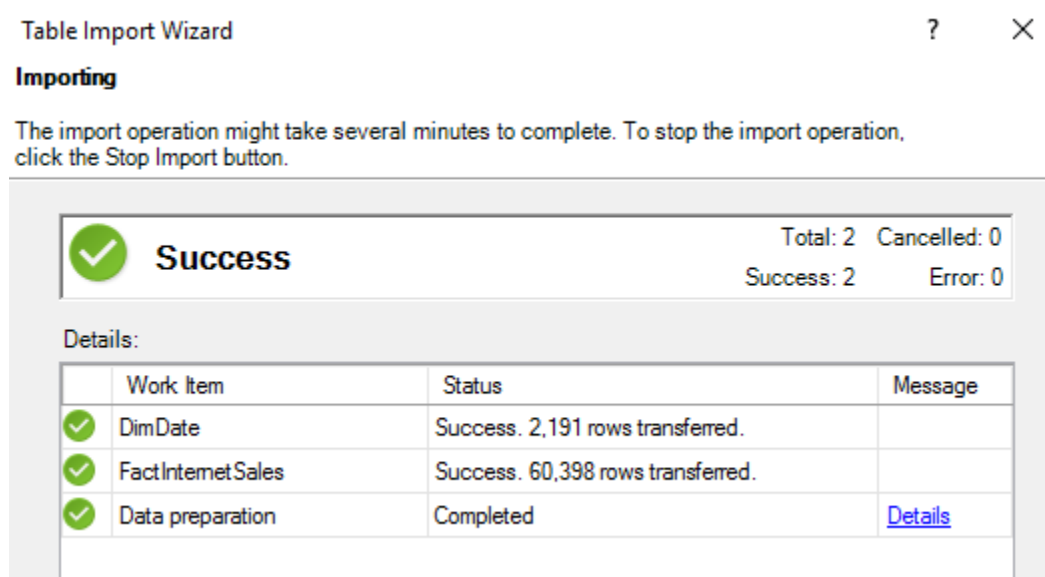 Table Import Wizard ?
Importing
The import operation might take several minutes to complete. To stop the import operation,
click the Stop Import button.
Success
Total: 2 Cancelled: 0
Success: 2 Error: 0
Details:
Work Item Status Message
DimDate Success. 2,191 rows transferred.
FactInternetSales Success. 60,398 rows transferred.
Data preparation Completed Details